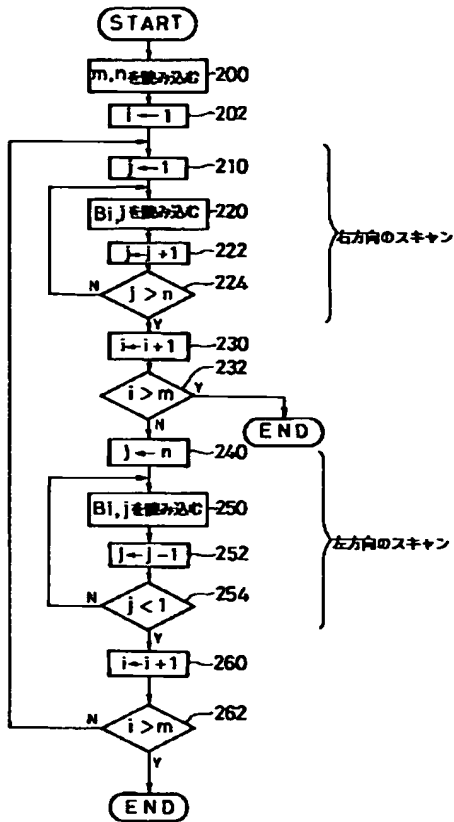 START
m,nを読み込む 200
i←1 202
j←1 210
Bi,jを読み込む 220
j←j+1 222
N j>n 224
Y
右方向のスキャン
i←i+1 230
i>m Y 232
N
END
j←n 240
Bi,jを読み込む 250
j←j-1 252
左方向のスキャン
N j<1 254
Y
i←i+1 260
N i>m 262
Y
END